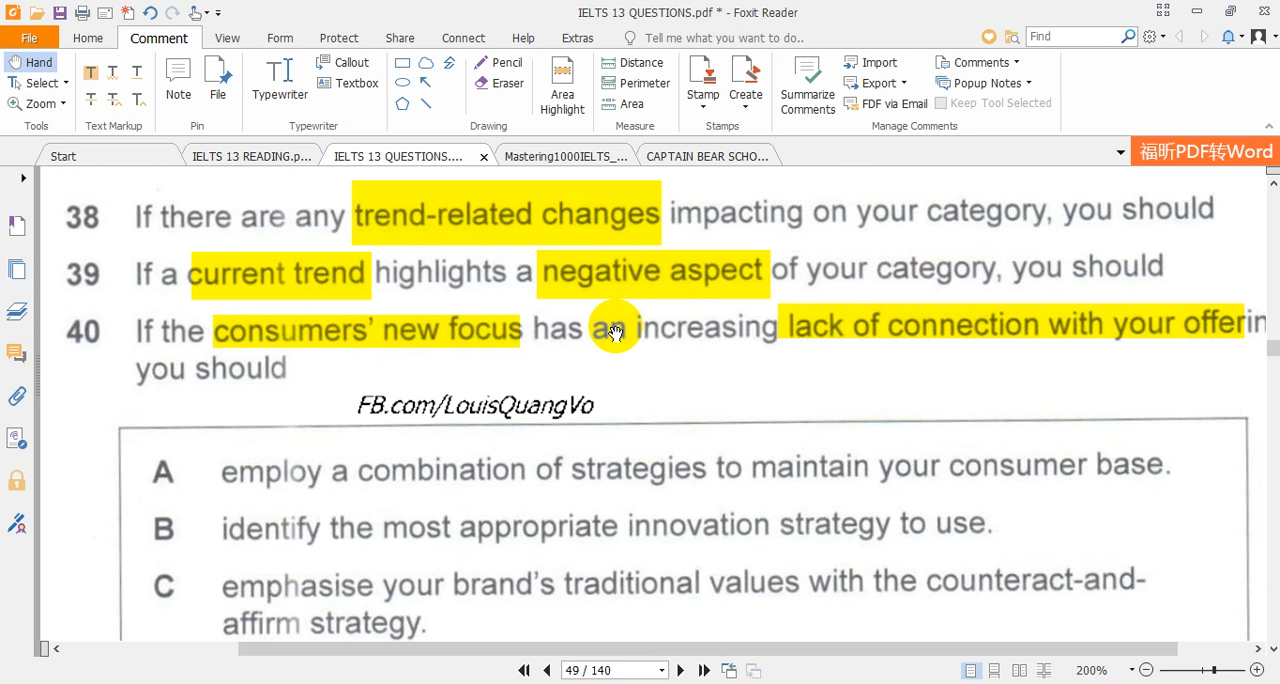 IELTS 13 QUESTIONS.pdf * - Foxit Reader
File Home Comment View Form Protect Share Connect Help Extras Tell me what you want to do.. Find
Hand
Select
Zoom
Tools
Text Markup
Note
File
Pin
Typewriter
Callout
Textbox
Typewriter
Pencil
Eraser
Drawing
Area
Highlight
Distance
Perimeter
Area
Measure
Stamp
Create
Stamps
Summarize
Comments
Import
Export
FDF via Email
Comments
Popup Notes
Keep Tool Selected
Manage Comments
Start IELTS 13 READING.p... IELTS 13 QUESTIONS.... Mastering1000IELTS_... CAPTAIN BEAR SCHO... 福昕PDF转Word
38 If there are any trend-related changes impacting on your category, you should
39 If a current trend highlights a negative aspect of your category, you should
40 If the consumers' new focus has an increasing lack of connection with your offerin
you should
FB.com/LouisQuangVo
A employ a combination of strategies to maintain your consumer base.
B identify the most appropriate innovation strategy to use.
C emphasise your brand's traditional values with the counteract-and-
affirm strategy.
49 / 140
200%